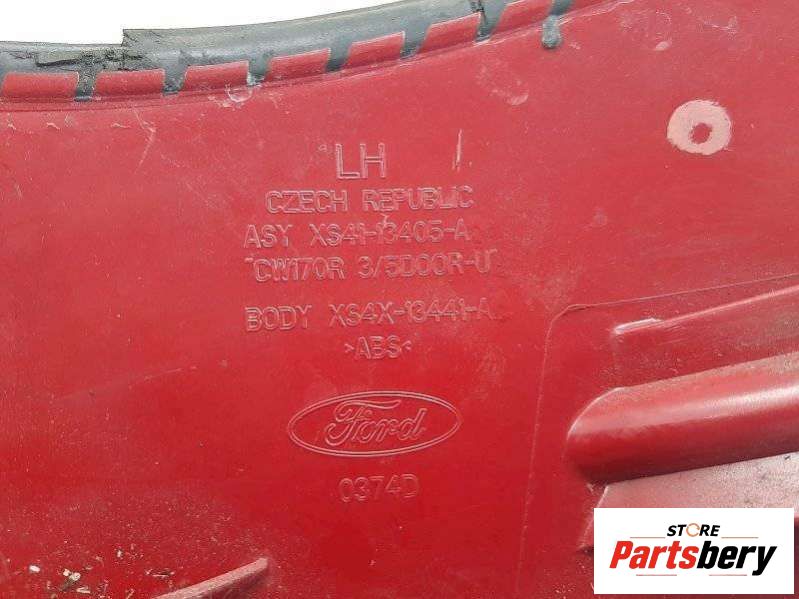 LH
CZECH REPUBLIC
ASY XS41-13405-A
"CW170R 3/5DOOR-U"
BODY XS4X-13441-A
>ABS<
Ford
0374D
STORE
Partsbery